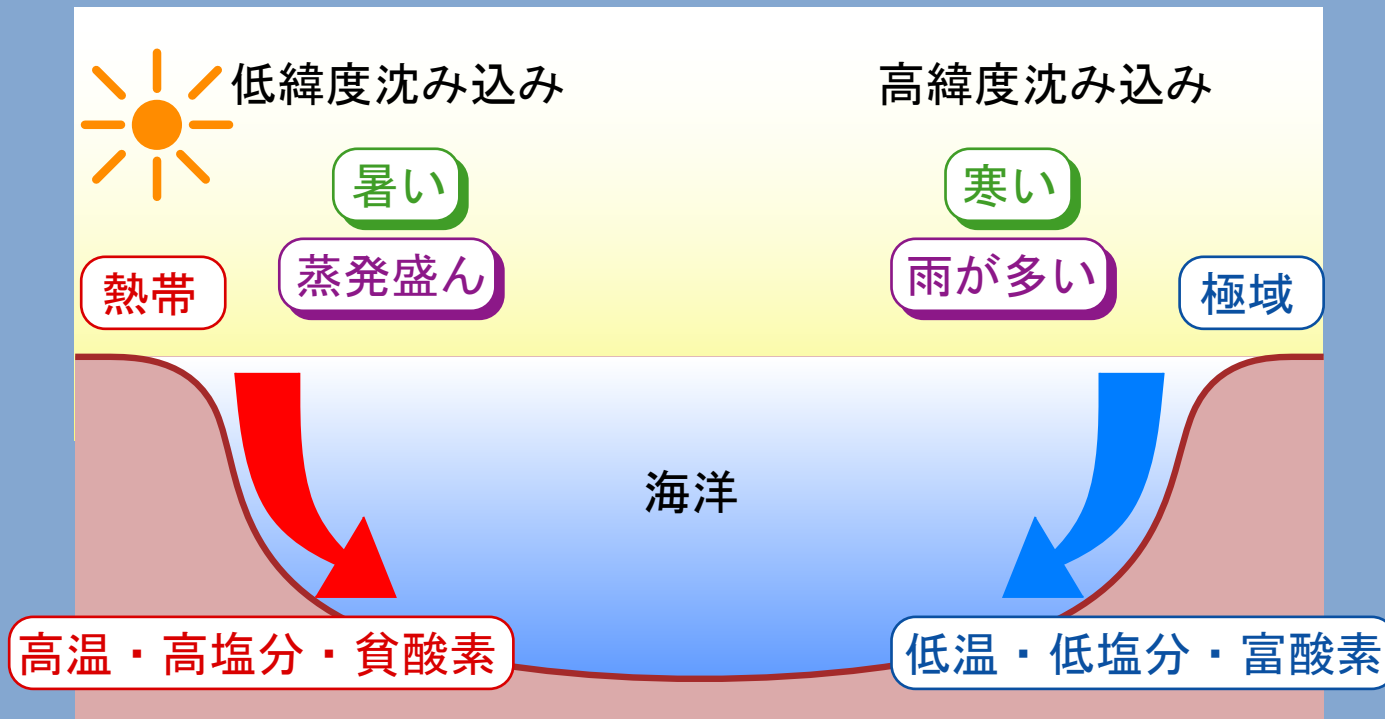 低緯度沈み込み
高緯度沈み込み
暑い
寒い
蒸発盛ん
雨が多い
熱帯
極域
海洋
高温・高塩分・貧酸素
低温・低塩分・富酸素